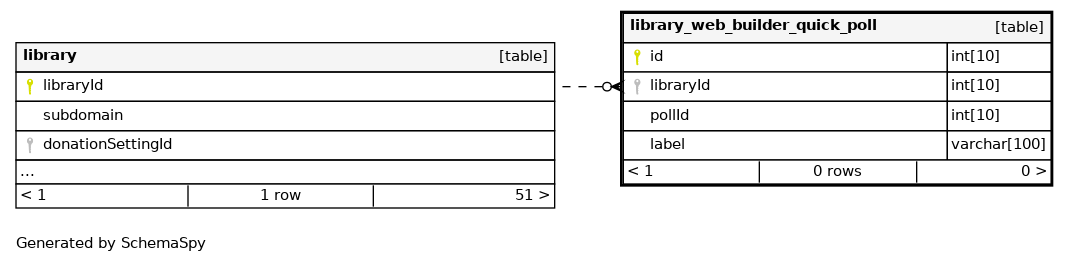 library [table]
libraryId
subdomain
donationSettingId
...
< 1 1 row 51 >
library_web_builder_quick_poll [table]
id int[10]
libraryId int[10]
pollId int[10]
label varchar[100]
< 1 0 rows 0 >
Generated by SchemaSpy